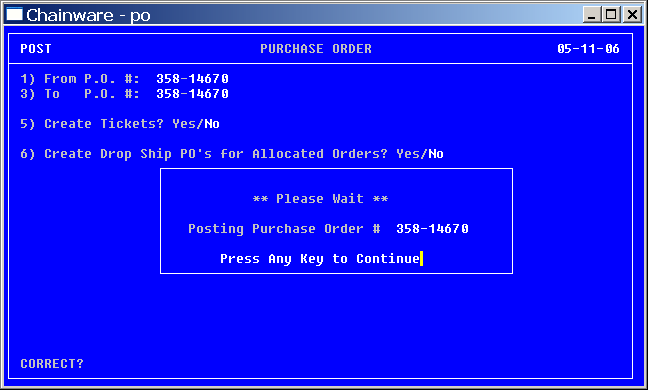 Chainware - po
POST PURCHASE ORDER 05-11-06
1) From P.O. #: 358-14670
3) To P.O. #: 358-14670
5) Create Tickets? Yes/No
6) Create Drop Ship PO's for Allocated Orders? Yes/No
** Please Wait **
Posting Purchase Order # 358-14670
Press Any Key to Continue
CORRECT?